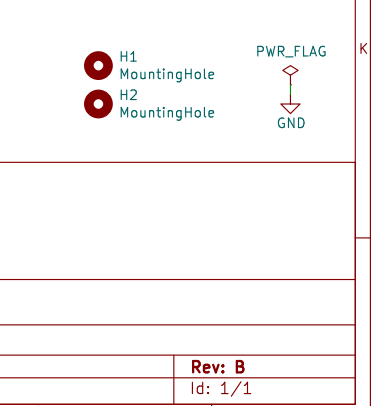 H1
MountingHole
H2
MountingHole
PWR_FLAG
GND
K
Rev: B
Id: 1/1